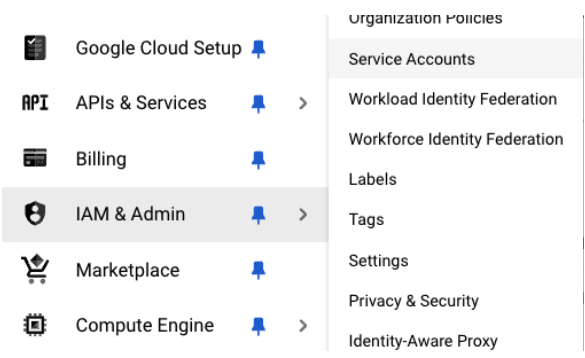 Google Cloud Setup
API APIs & Services
Billing
IAM & Admin
Marketplace
Compute Engine
Organization Policies
Service Accounts
Workload Identity Federation
Workforce Identity Federation
Labels
Tags
Settings
Privacy & Security
Identity-Aware Proxy